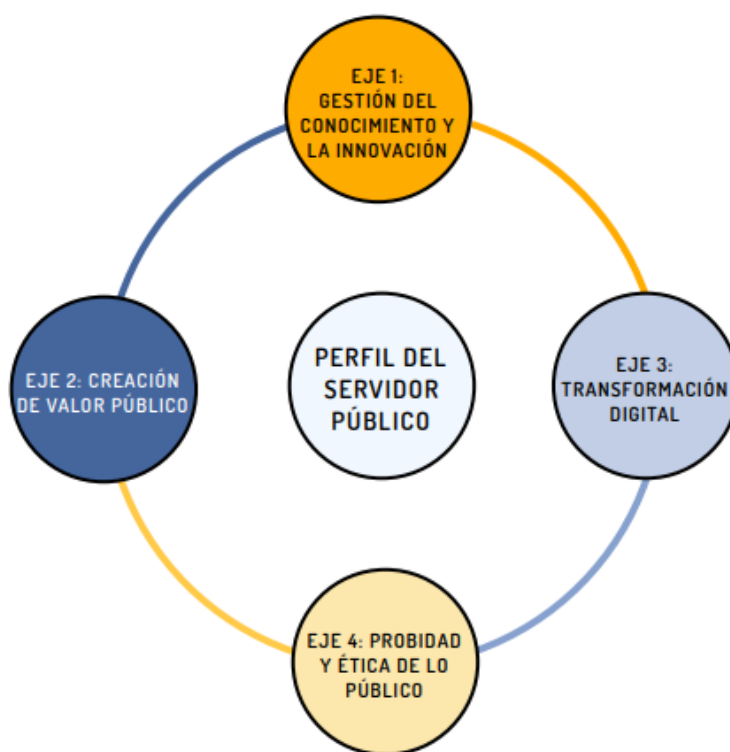 EJE 1:
GESTIÓN DEL
CONOCIMIENTO Y
LA INNOVACIÓN
EJE 2: CREACIÓN
DE VALOR PÚBLICO
PERFIL DEL
SERVIDOR
PÚBLICO
EJE 3:
TRANSFORMACIÓN
DIGITAL
EJE 4: PROBIDAD
Y ÉTICA DE LO
PÚBLICO